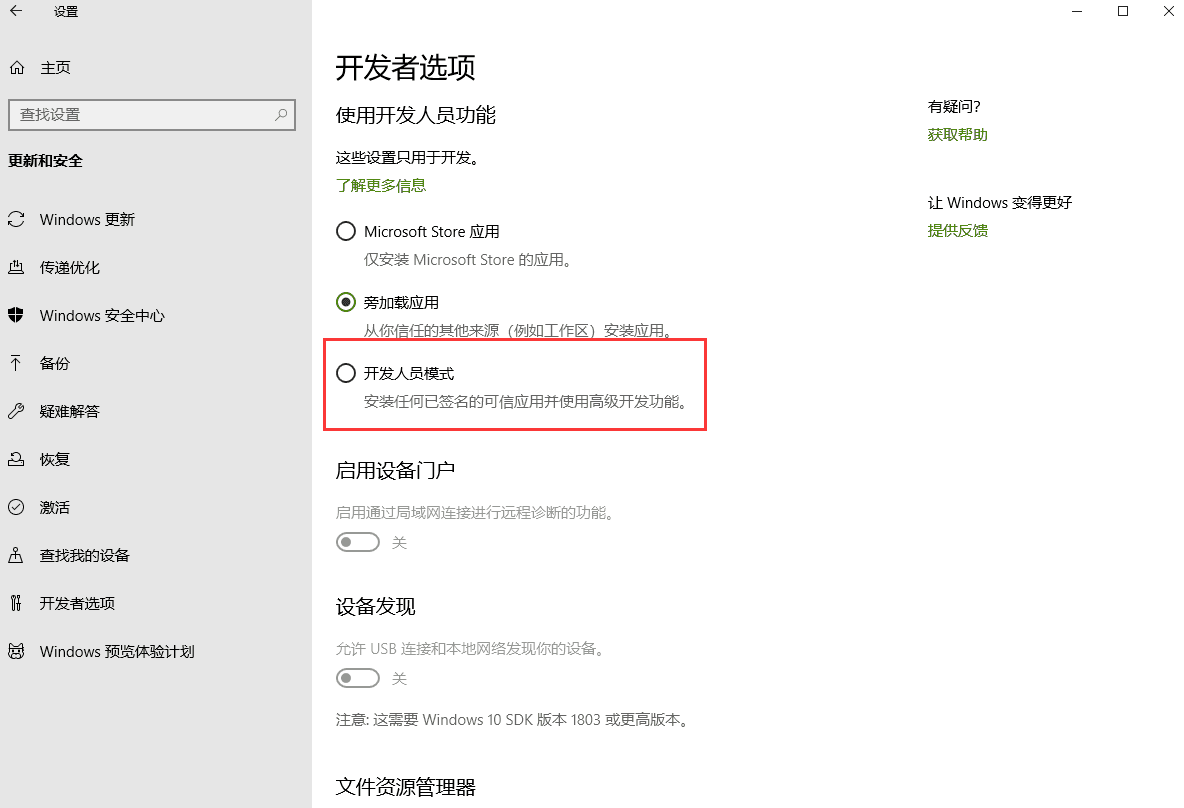 设置
主页
查找设置
更新和安全
Windows 更新
传递优化
Windows 安全中心
备份
疑难解答
恢复
激活
查找我的设备
开发者选项
Windows 预览体验计划
开发者选项
使用开发人员功能
这些设置只用于开发。
了解更多信息
Microsoft Store 应用
仅安装 Microsoft Store 的应用。
旁加载应用
从你信任的其他来源（例如工作区）安装应用。
开发人员模式
安装任何已签名的可信应用并使用高级开发功能。
启用设备门户
启用通过局域网连接进行远程诊断的功能。
关
设备发现
允许 USB 连接和本地网络发现你的设备。
关
注意: 这需要 Windows 10 SDK 版本 1803 或更高版本。
文件资源管理器
有疑问?
获取帮助
让 Windows 变得更好
提供反馈